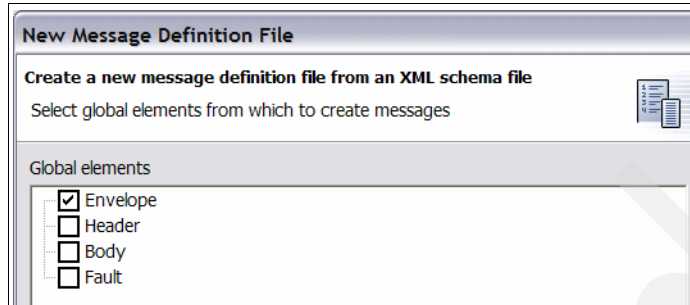 New Message Definition File
Create a new message definition file from an XML schema file
Select global elements from which to create messages
Global elements
Envelope
Header
Body
Fault